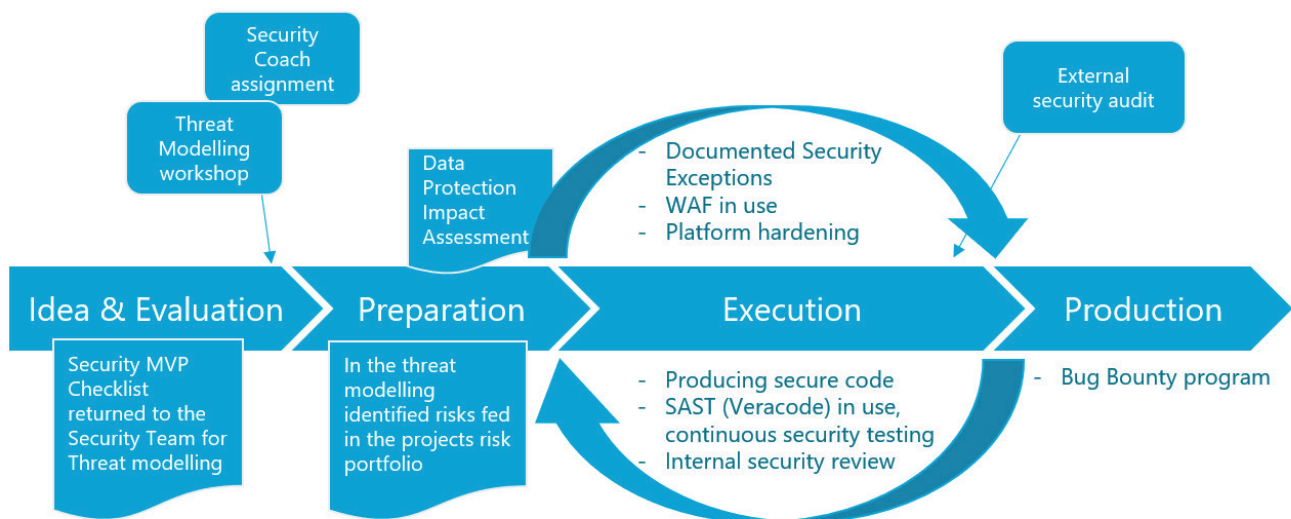 Security
Coach
assignment
Threat
Modelling
workshop
External
security audit
Data
Protection
Impact
Assessment
- Documented Security
Exceptions
- WAF in use
- Platform hardening
Idea & Evaluation
Preparation
Execution
Production
Security MVP
Checklist
returned to the
Security Team for
Threat modelling
In the threat
modelling
identified risks fed
in the projects risk
portfolio
- Producing secure code
- SAST (Veracode) in use,
continuous security testing
- Internal security review
- Bug Bounty program